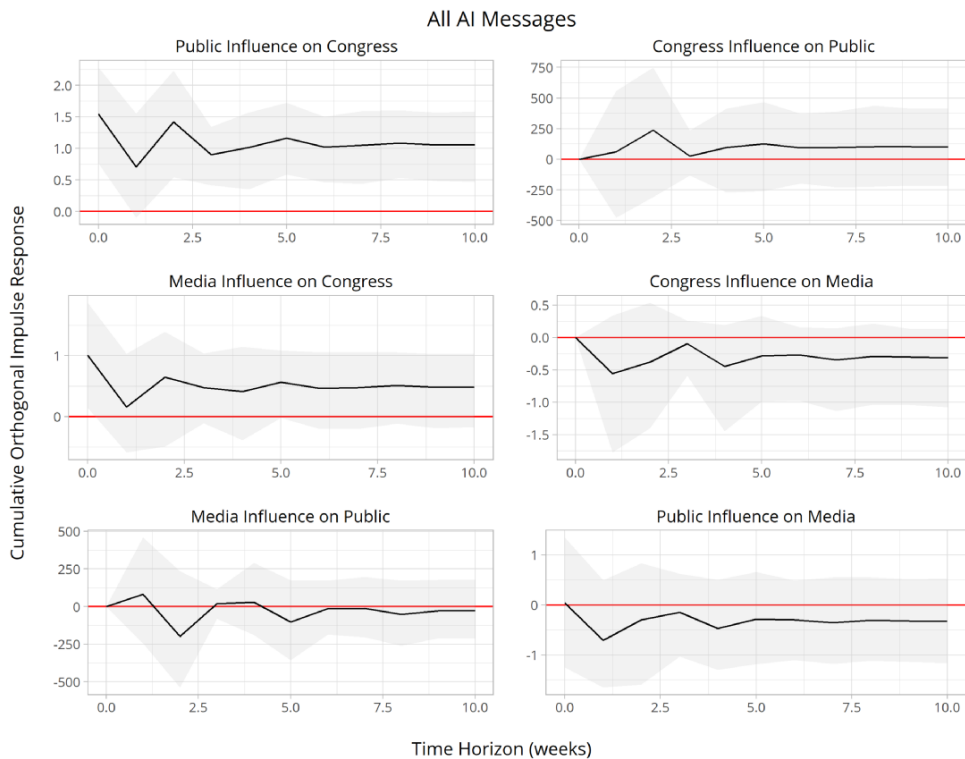 All AI Messages
Public Influence on Congress
2.0
1.5
1.0
0.5
0.0
0.0 2.5 5.0 7.5 10.0
Congress Influence on Public
750
500
250
0
-250
-500
0.0 2.5 5.0 7.5 10.0
Media Influence on Congress
1
0
0.0 2.5 5.0 7.5 10.0
Congress Influence on Media
0.5
0.0
-0.5
-1.0
-1.5
0.0 2.5 5.0 7.5 10.0
Media Influence on Public
500
250
0
-250
-500
0.0 2.5 5.0 7.5 10.0
Public Influence on Media
1
0
-1
0.0 2.5 5.0 7.5 10.0
Cumulative Orthogonal Impulse Response
Time Horizon (weeks)